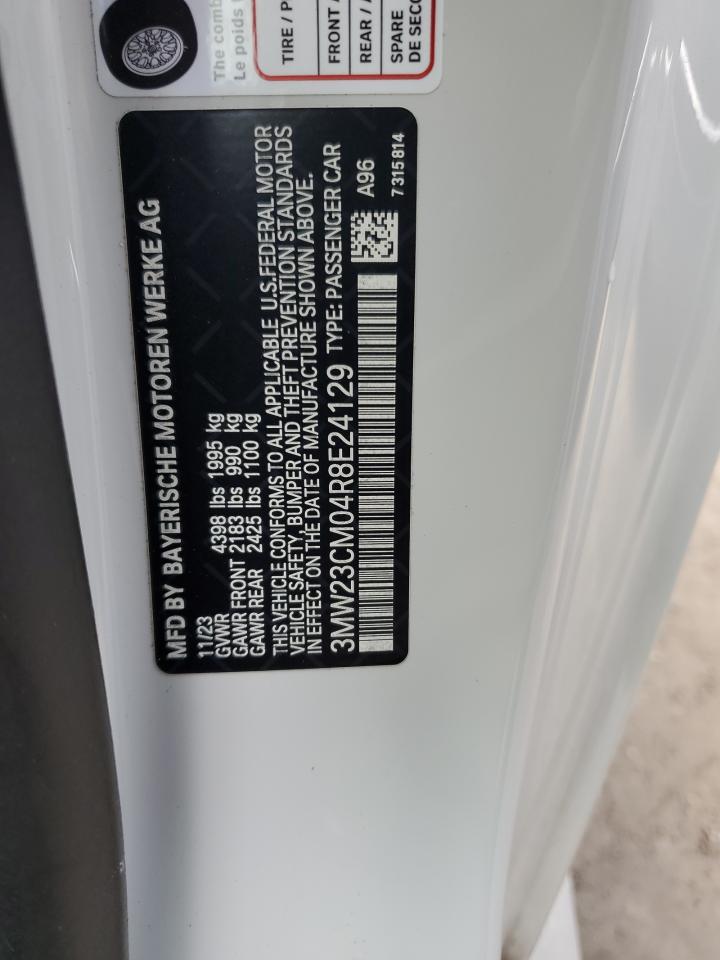 The comb
Le poids
TIRE / P
FRONT
REAR /
SPARE
DE SECO
MFD BY BAYERISCHE MOTOREN WERKE AG
11/23
GVWR 4398 lbs 1995 kg
GAWR FRONT 2183 lbs 990 kg
GAWR REAR 2425 lbs 1100 kg
THIS VEHICLE CONFORMS TO ALL APPLICABLE U.S.FEDERAL MOTOR
VEHICLE SAFETY, BUMPER AND THEFT PREVENTION STANDARDS
IN EFFECT ON THE DATE OF MANUFACTURE SHOWN ABOVE.
3MW23CM04R8E24129 TYPE: PASSENGER CAR
A96
7315814